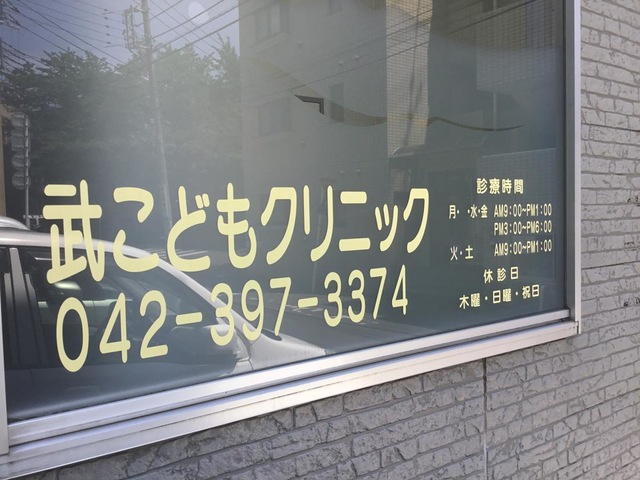 武こどもクリニック
042-397-3374
診療時間
月・ ・水・金 AM9:00~PM1:00
PM3:00~PM6:00
火・土 AM9:00~PM1:00
休診日
木曜・日曜・祝日